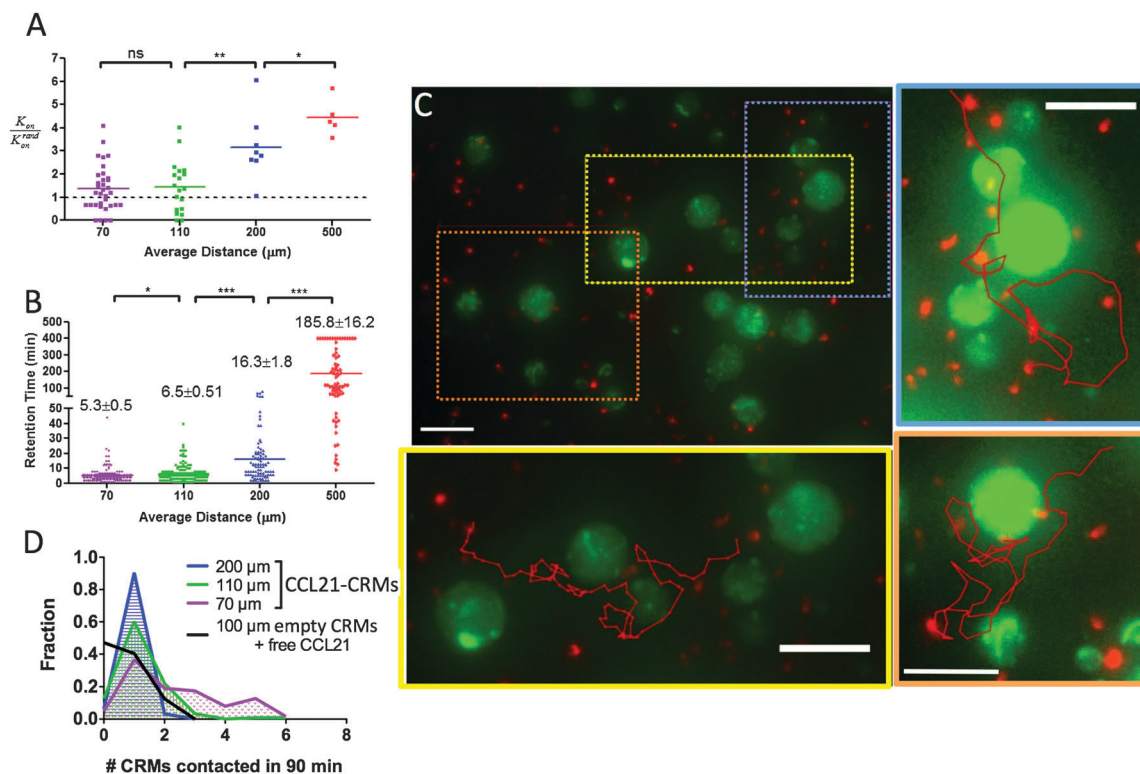 A
ns
**
*
7
6
5
4
3
2
1
0
K_on
K_on^rand
70
110
200
500
Average Distance (μm)
B
*
***
***
5.3±0.5
6.5±0.51
16.3±1.8
185.8±16.2
500
400
300
200
100
50
40
30
20
10
0
Retention Time (min)
70
110
200
500
Average Distance (μm)
C
D
1.0
0.8
0.6
0.4
0.2
0.0
Fraction
200 μm
110 μm
70 μm
CCL21-CRMs
100 μm empty CRMs
+ free CCL21
0 2 4 6 8
# CRMs contacted in 90 min